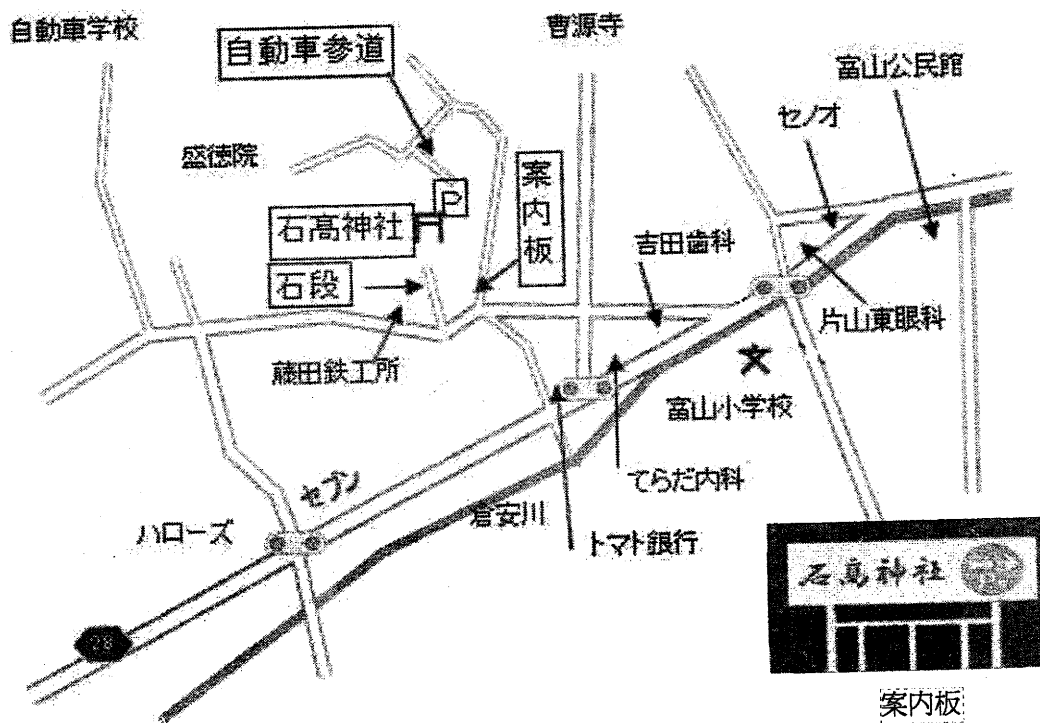 自動車学校
自動車参道
曹源寺
富山公民館
セノオ
盛徳院
P
案内板
石高神社
吉田歯科
石段
片山東眼科
藤田鉄工所
文
富山小学校
セブン
てらだ内科
ハローズ
倉安川
トマト銀行
石高神社
28
案内板